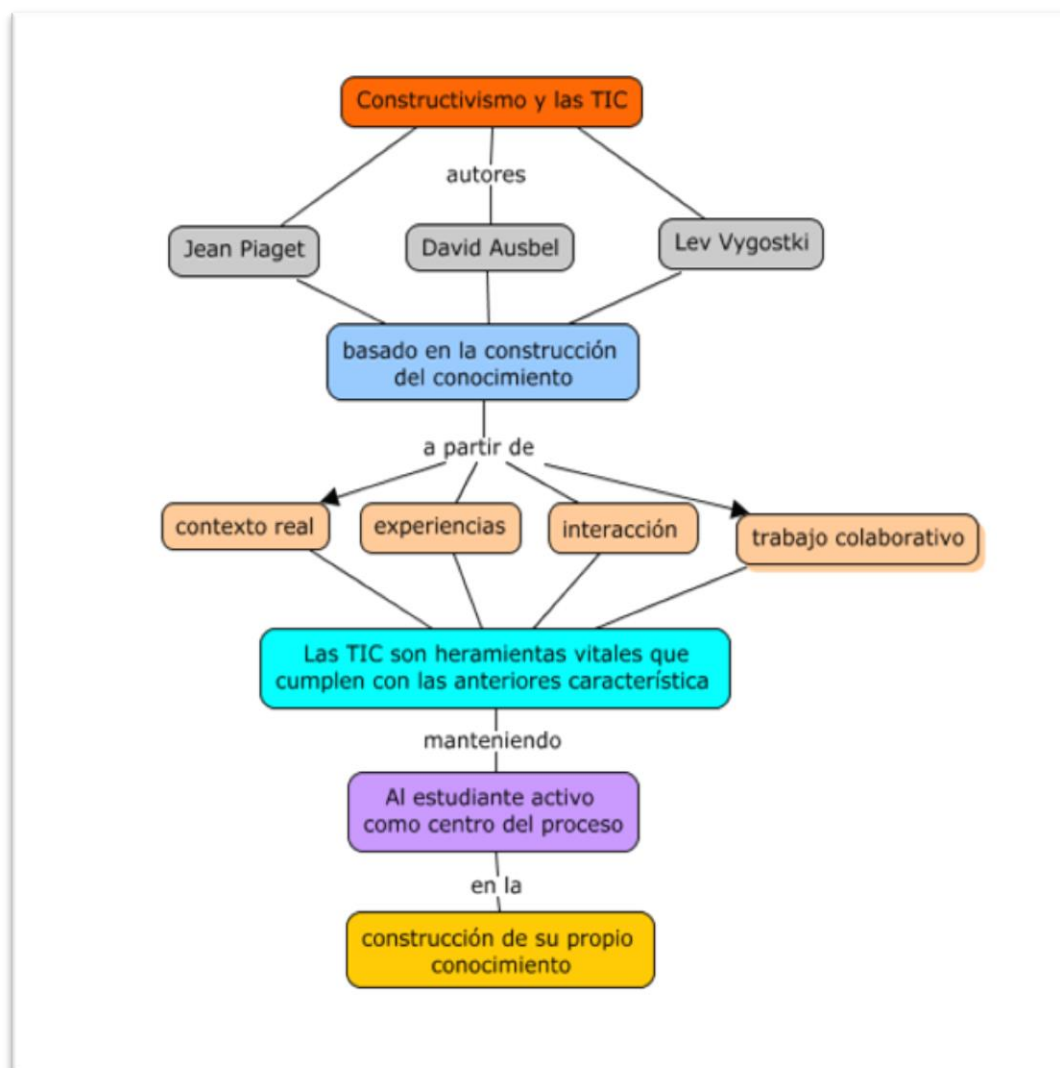 Constructivismo y las TIC
autores
Jean Piaget
David Ausbel
Lev Vygostki
basado en la construcción
del conocimiento
a partir de
contexto real
experiencias
interacción
trabajo colaborativo
Las TIC son heramientas vitales que
cumplen con las anteriores característica
manteniendo
Al estudiante activo
como centro del proceso
en la
construcción de su propio
conocimiento